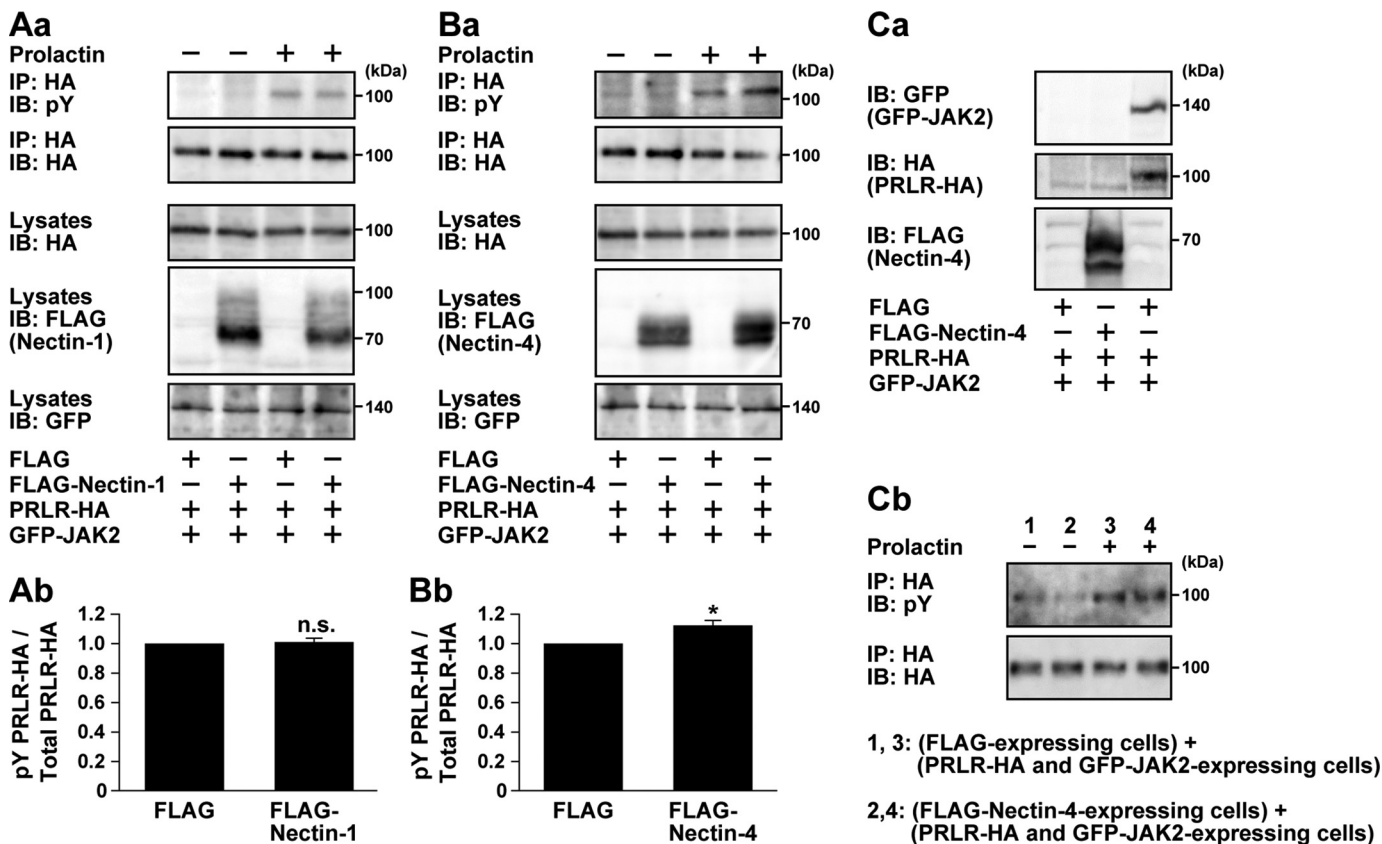 Aa
Prolactin − − + +
(kDa)
IP: HA
IB: pY
100
IP: HA
IB: HA
100
Lysates
IB: HA
100
Lysates
IB: FLAG
(Nectin-1)
100
70
Lysates
IB: GFP
140
FLAG + − + −
FLAG-Nectin-1 − + − +
PRLR-HA + + + +
GFP-JAK2 + + + +
Ab
pY PRLR-HA /
Total PRLR-HA
1.2
1.0
0.8
0.6
0.4
0.2
0
n.s.
FLAG
FLAG-
Nectin-1
Ba
Prolactin − − + +
(kDa)
IP: HA
IB: pY
100
IP: HA
IB: HA
100
Lysates
IB: HA
100
Lysates
IB: FLAG
(Nectin-4)
70
Lysates
IB: GFP
140
FLAG + − + −
FLAG-Nectin-4 − + − +
PRLR-HA + + + +
GFP-JAK2 + + + +
Bb
pY PRLR-HA /
Total PRLR-HA
1.2
1.0
0.8
0.6
0.4
0.2
0
*
FLAG
FLAG-
Nectin-4
Ca
(kDa)
IB: GFP
(GFP-JAK2)
140
IB: HA
(PRLR-HA)
100
IB: FLAG
(Nectin-4)
70
FLAG + − +
FLAG-Nectin-4 − + −
PRLR-HA + + +
GFP-JAK2 + + +
Cb
1 2 3 4
Prolactin − − + +
(kDa)
IP: HA
IB: pY
100
IP: HA
IB: HA
100
1, 3: (FLAG-expressing cells) +
(PRLR-HA and GFP-JAK2-expressing cells)
2,4: (FLAG-Nectin-4-expressing cells) +
(PRLR-HA and GFP-JAK2-expressing cells)